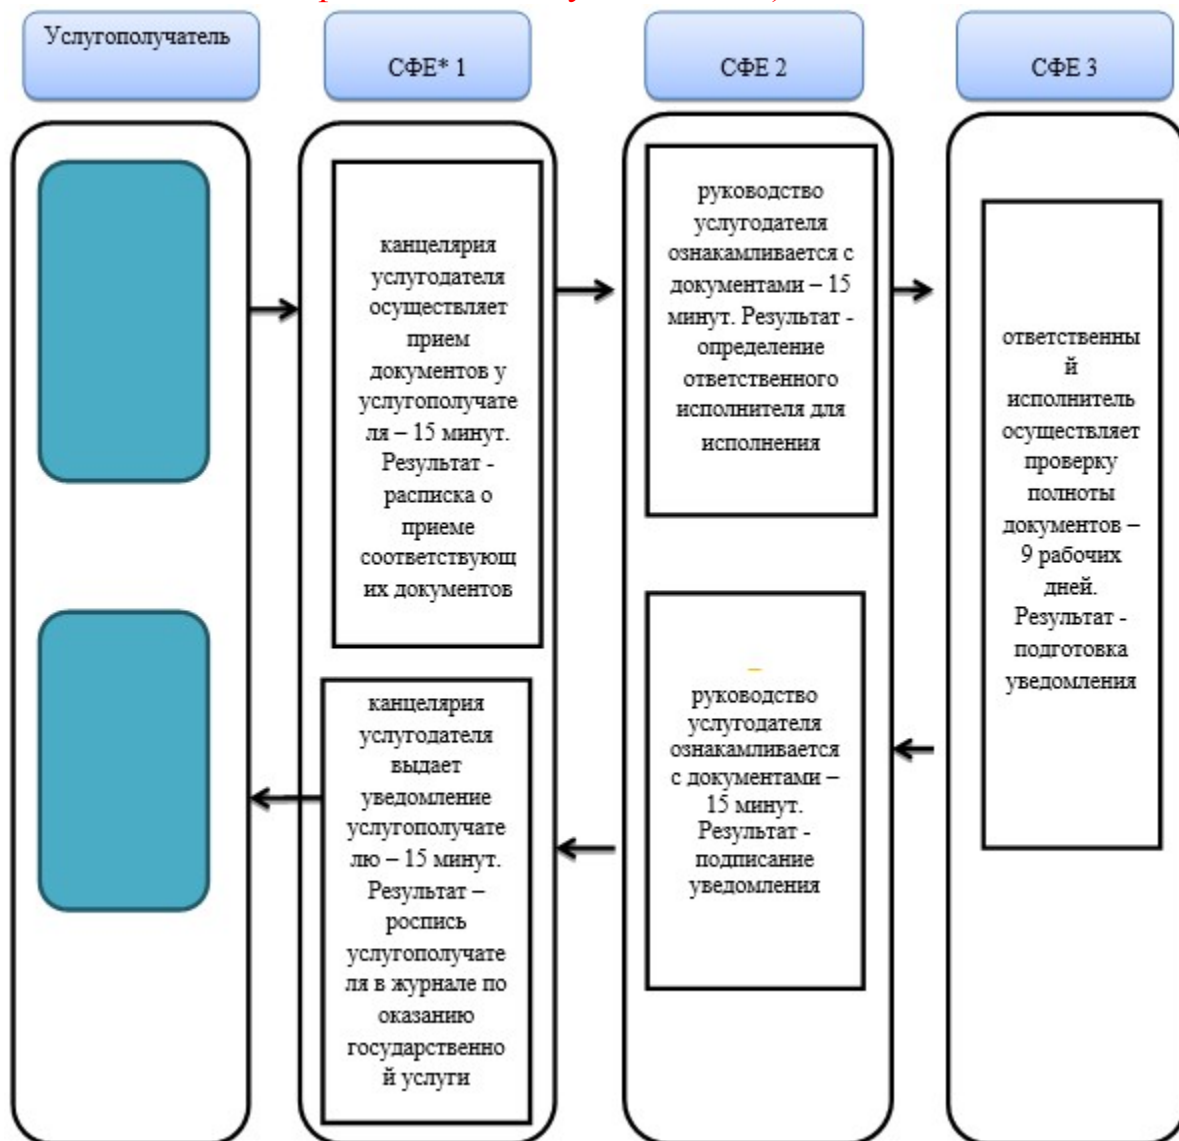 Услугополучатель
СФЕ* 1
СФЕ 2
СФЕ 3
канцелярия
услугодателя
осуществляет
прием
документов у
услугополучате
ля – 15 минут.
Результат -
расписка о
приеме
соответствующ
их документов
руководство
услугодателя
ознакамливается с
документами – 15
минут. Результат -
определение
ответственного
исполнителя для
исполнения
ответственны
й
исполнитель
осуществляет
проверку
полноты
документов –
9 рабочих
дней.
Результат -
подготовка
уведомления
руководство
услугодателя
ознакамливается
с документами –
15 минут.
Результат -
подписание
уведомления
канцелярия
услугодателя
выдает
уведомление
услугополучате
лю – 15 минут.
Результат –
роспись
услугополучате
ля в журнале по
оказанию
государственно
й услуги